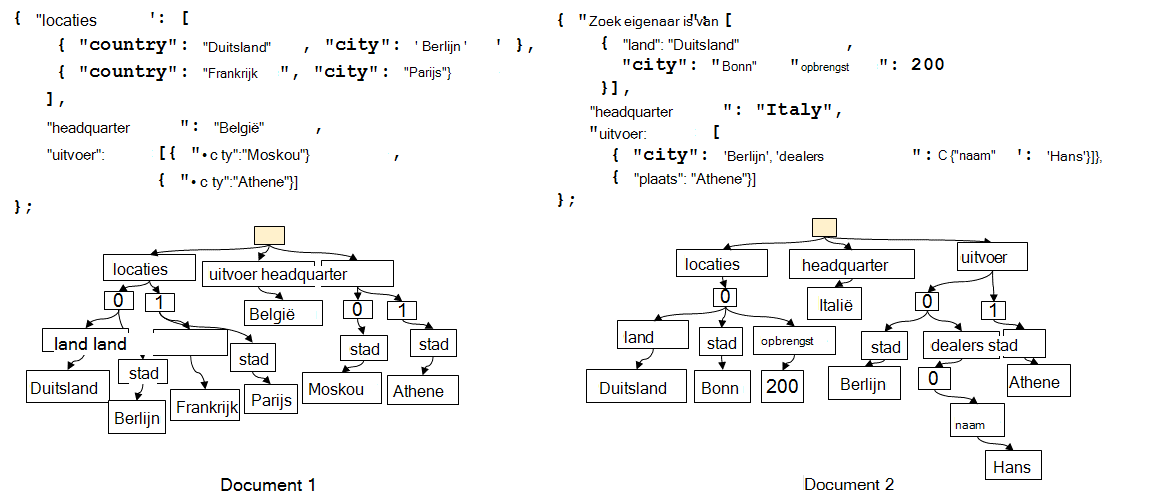 { "locaties ': [
{ "country": "Duitsland" , "city": ' Berlijn ' ' },
{ "country": "Frankrijk ", "city": "Parijs"}
],
"headquarter ": "België" ,
"uitvoer": [{ "• c ty":"Moskou"} ,
{ "• c ty":"Athene"}]
};
locaties
uitvoer headquarter
0 1
België
0 1
land land
stad
stad
stad
stad
Duitsland
Berlijn
Frankrijk
Parijs
Moskou
Athene
Document 1
{ "Zoek eigenaar is van [
{ "land": "Duitsland" ,
"city": "Bonn" "opbrengst ": 200
}],
"headquarter ": "Italy",
"uitvoer: [
{ "city": 'Berlijn', 'dealers ": C {"naam" ': 'Hans'}]},
{ "plaats": "Athene"}]
};
locaties
headquarter
uitvoer
0
Italië
0
1
land
stad
opbrengst
stad
dealers stad
Duitsland
Bonn
200
Berlijn
0
Athene
naam
Hans
Document 2